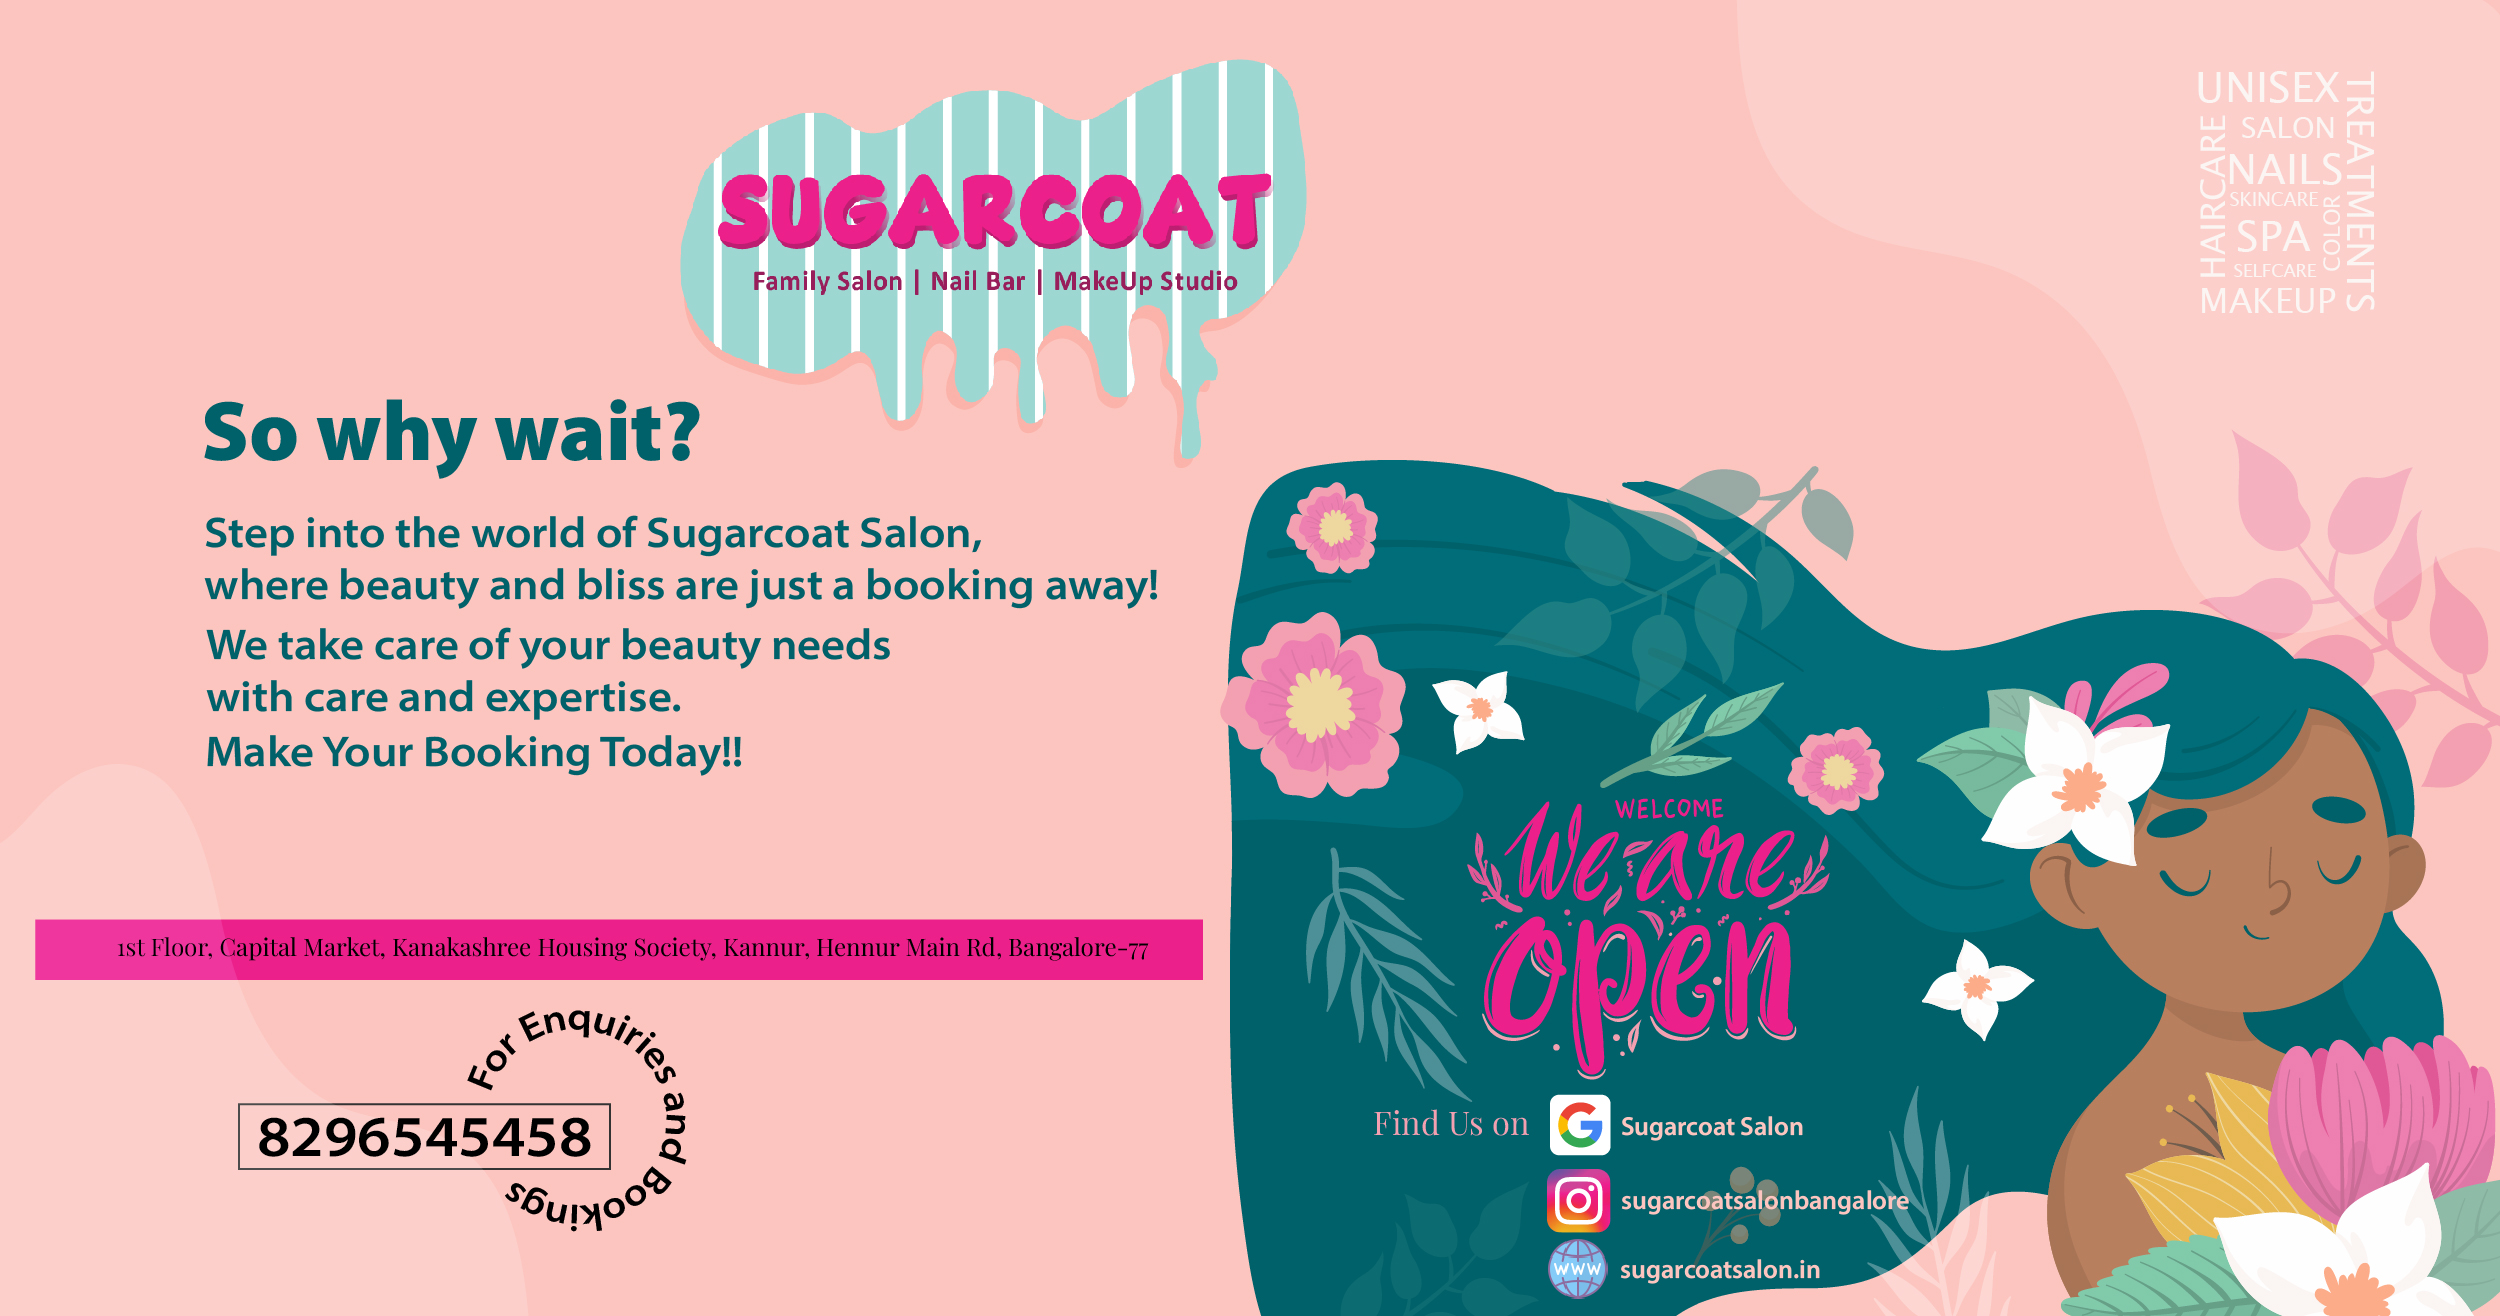 SUGARCOAT
Family Salon | Nail Bar | MakeUp Studio
UNISEX
SALON
NAILS
SKINCARE
SPA
SELFCARE
MAKEUP
HAIRCARE
COLOR
TREATMENTS
So why wait?
Step into the world of Sugarcoat Salon,
where beauty and bliss are just a booking away!
We take care of your beauty needs
with care and expertise.
Make Your Booking Today!!
1st Floor, Capital Market, Kanakashree Housing Society, Kannur, Hennur Main Rd, Bangalore-77
For Enquiries and Bookings
8296545458
WELCOME
We are
open
Find Us on
G
Sugarcoat Salon
sugarcoatsalonbangalore
WWW
sugarcoatsalon.in